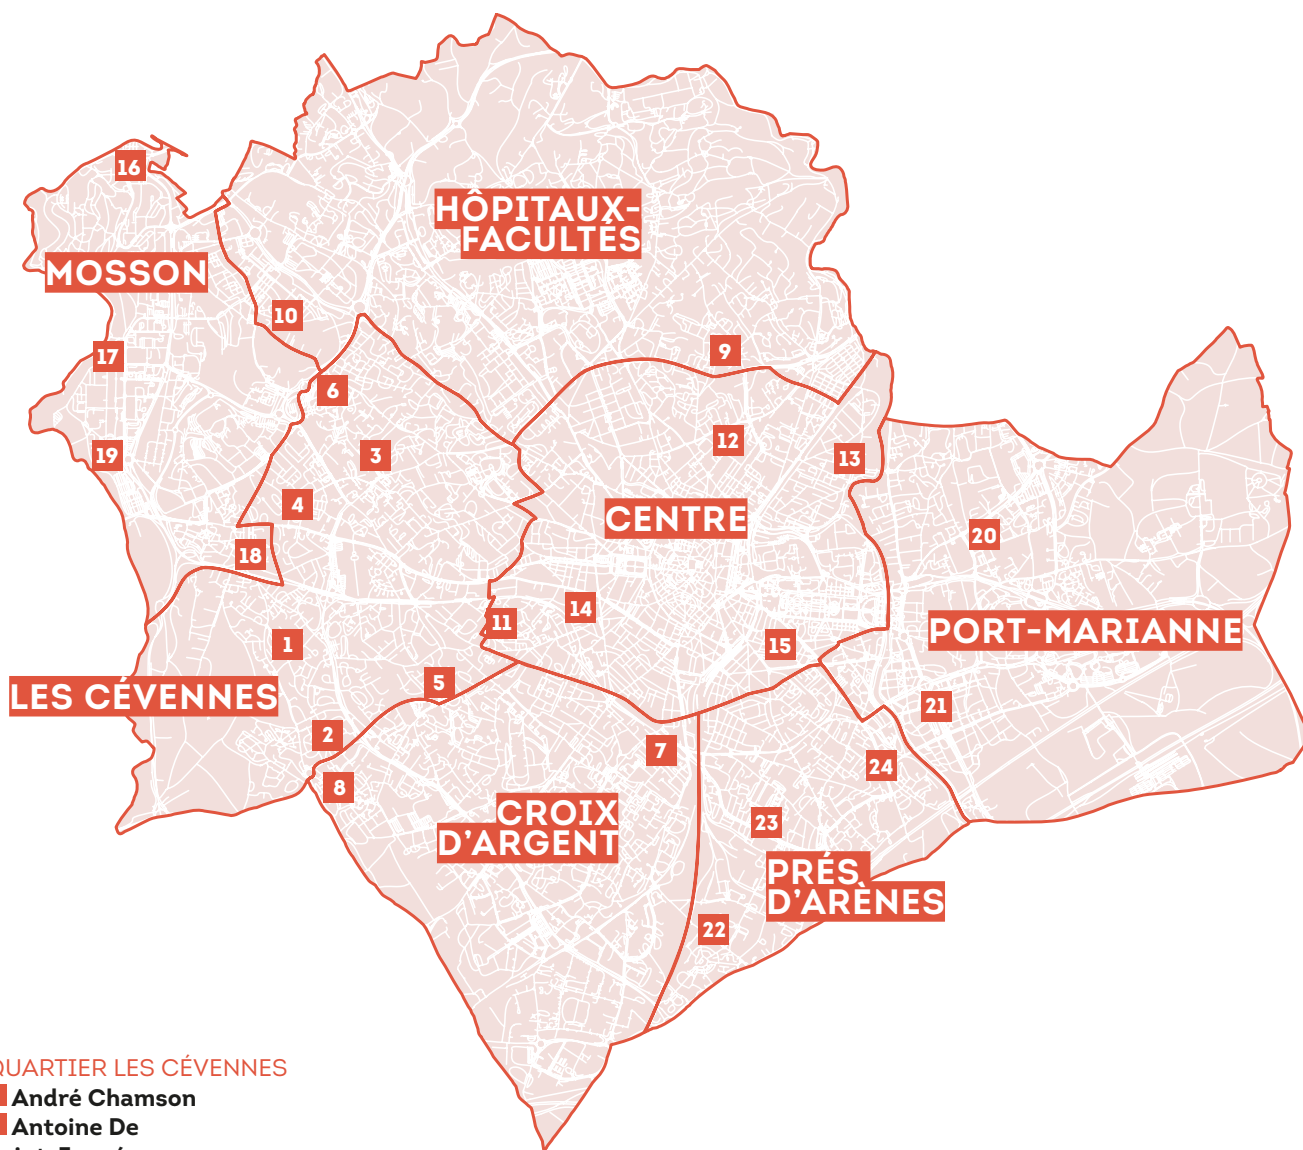 16
HÔPITAUX-
FACULTÉS
MOSSON
10
17
9
6
12
3
13
19
4
CENTRE
20
18
14
11
PORT-MARIANNE
1
15
5
LES CÉVENNES
21
2
7
24
8
CROIX
D'ARGENT
23
PRÉS
D'ARÈNES
22
QUARTIER LES CÉVENNES
André Chamson
Antoine De